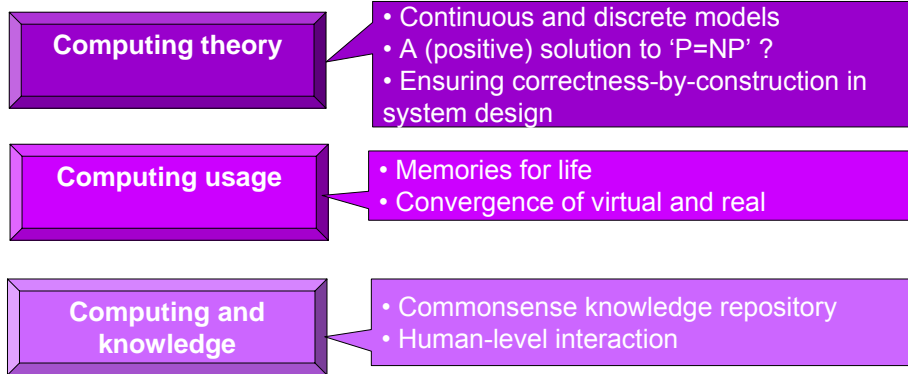 Computing theory
• Continuous and discrete models
• A (positive) solution to ‘P=NP’ ?
• Ensuring correctness-by-construction in
system design
Computing usage
• Memories for life
• Convergence of virtual and real
Computing and
knowledge
• Commonsense knowledge repository
• Human-level interaction